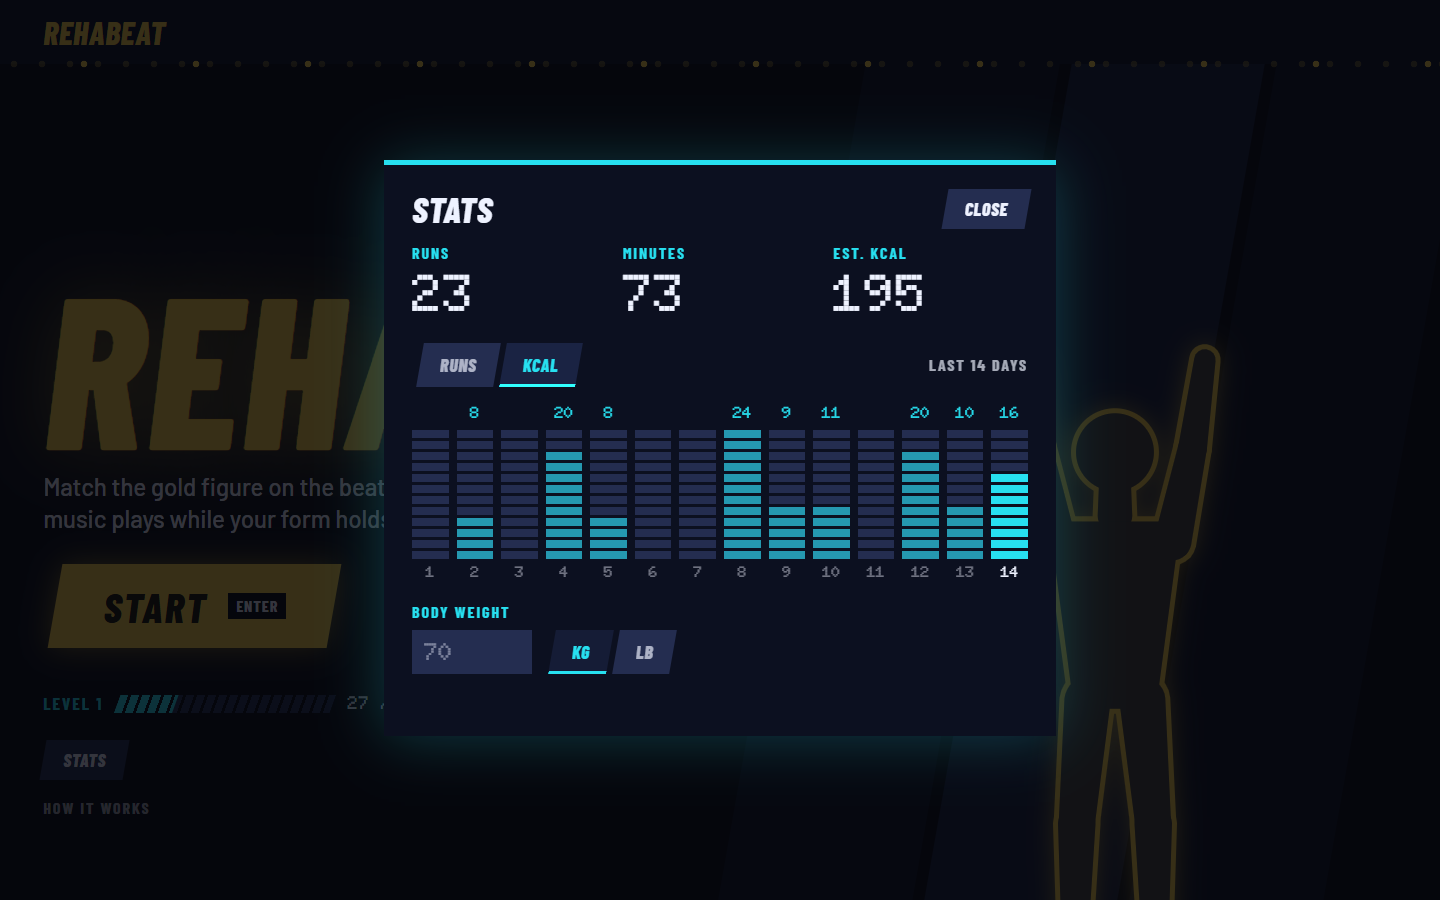 REHABEAT
STATS
CLOSE
RUNS MINUTES EST. KCAL
23 73 195
RUNS KCAL LAST 14 DAYS
8 20 8 24 9 11 20 10 16
1 2 3 4 5 6 7 8 9 10 11 12 13 14
BODY WEIGHT
70 KG LB
REHA
Match the gold figure on the beat
music plays while your form holds
START ENTER
LEVEL 1 27 /
STATS
HOW IT WORKS